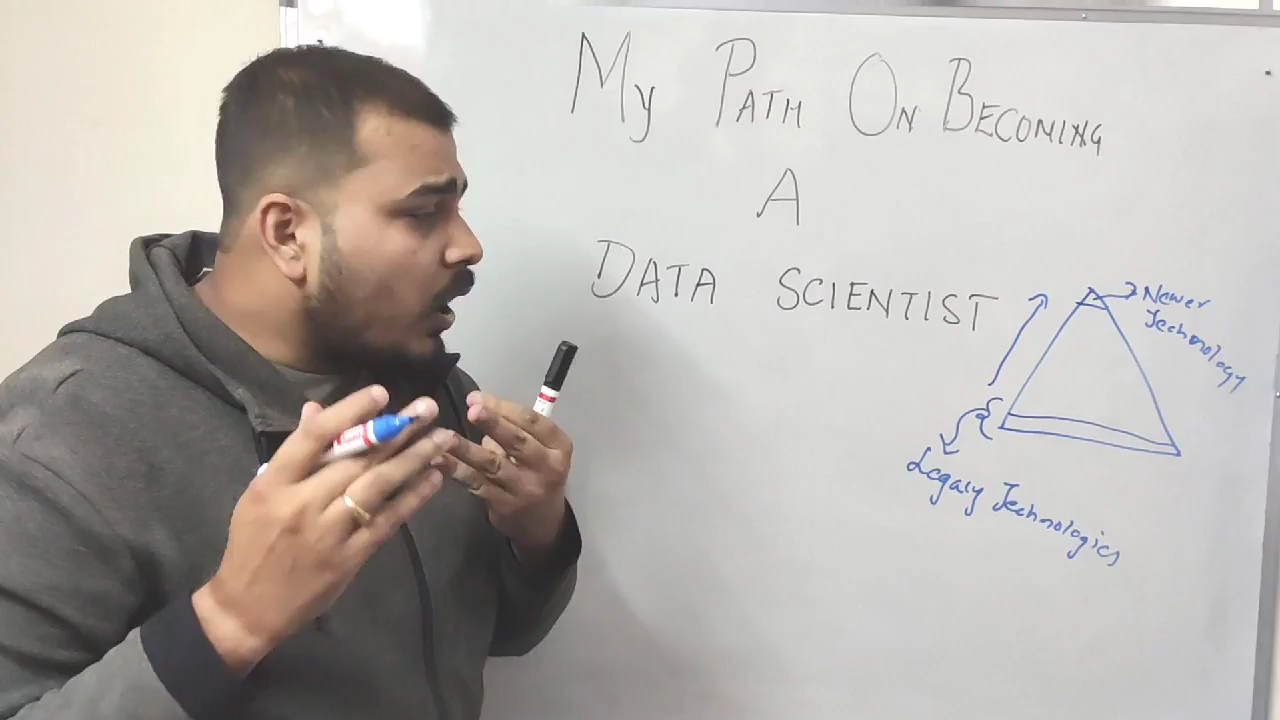 My PATH ON BECOMING
A
DATA SCIENTIST
Newer
Technology
Legacy Technologies